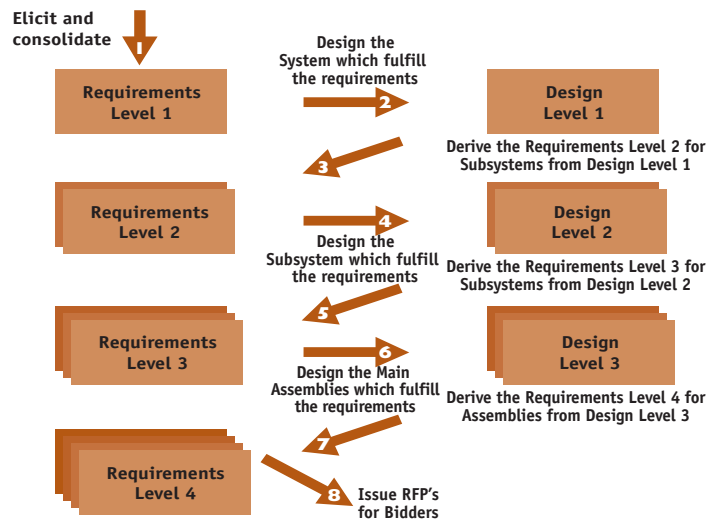 Elicit and
consolidate
1
Design the
System which fulfill
the requirements
Requirements
Level 1
2
Design
Level 1
Derive the Requirements Level 2 for
Subsystems from Design Level 1
3
Requirements
Level 2
4
Design
Level 2
Design the
Subsystem which fulfill
the requirements
Derive the Requirements Level 3 for
Subsystems from Design Level 2
5
Requirements
Level 3
6
Design
Level 3
Design the Main
Assemblies which fulfill
the requirements
Derive the Requirements Level 4 for
Assemblies from Design Level 3
7
Requirements
Level 4
8
Issue RFP's
for Bidders